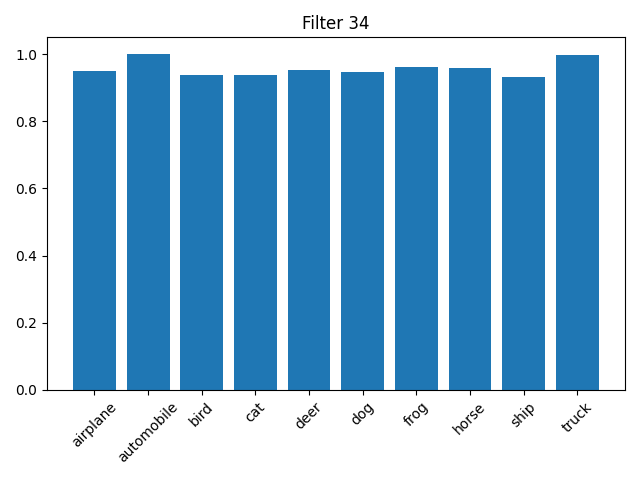 Filter 34
1.0
0.8
0.6
0.4
0.2
0.0
airplane
automobile
bird
cat
deer
dog
frog
horse
ship
truck